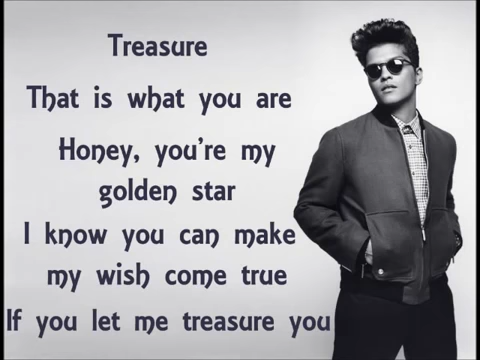 Treasure
That is what you are
Honey, you're my
golden star
I know you can make
my wish come true
If you let me treasure you